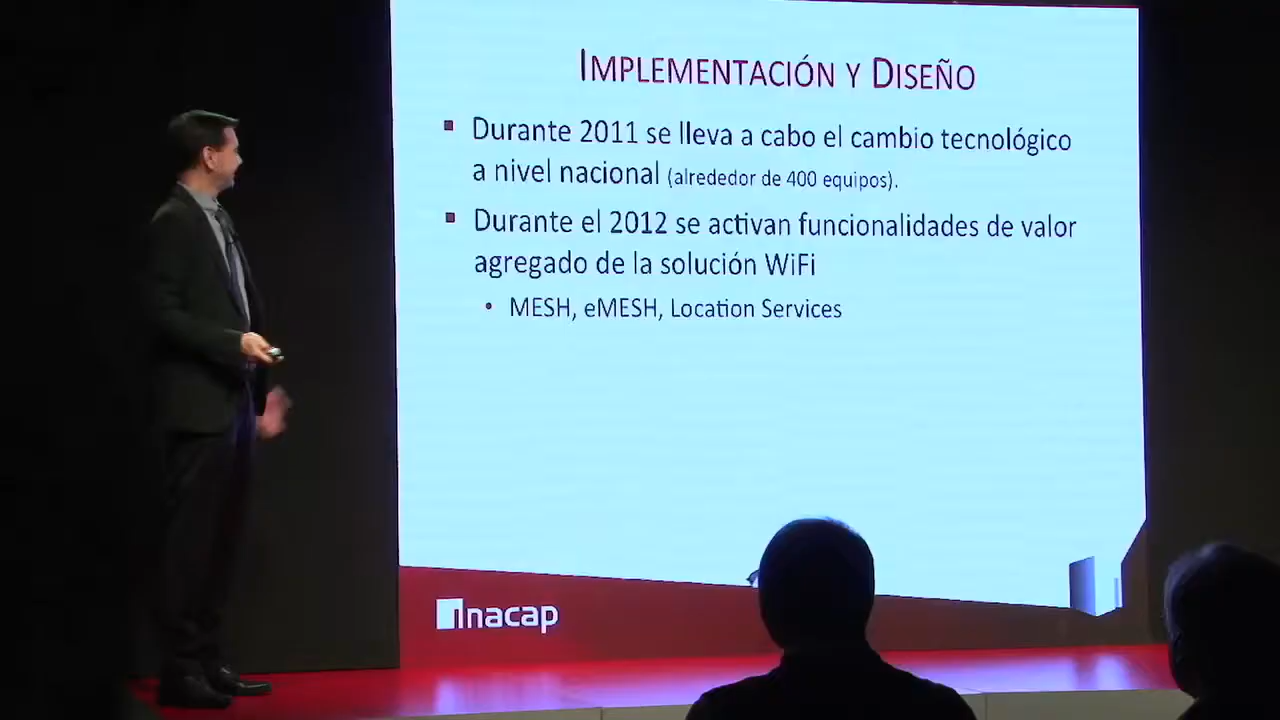 IMPLEMENTACIÓN Y DISEÑO
▪ Durante 2011 se lleva a cabo el cambio tecnológico
a nivel nacional (alrededor de 400 equipos).
▪ Durante el 2012 se activan funcionalidades de valor
agregado de la solución WiFi
• MESH, eMESH, Location Services
Inacap